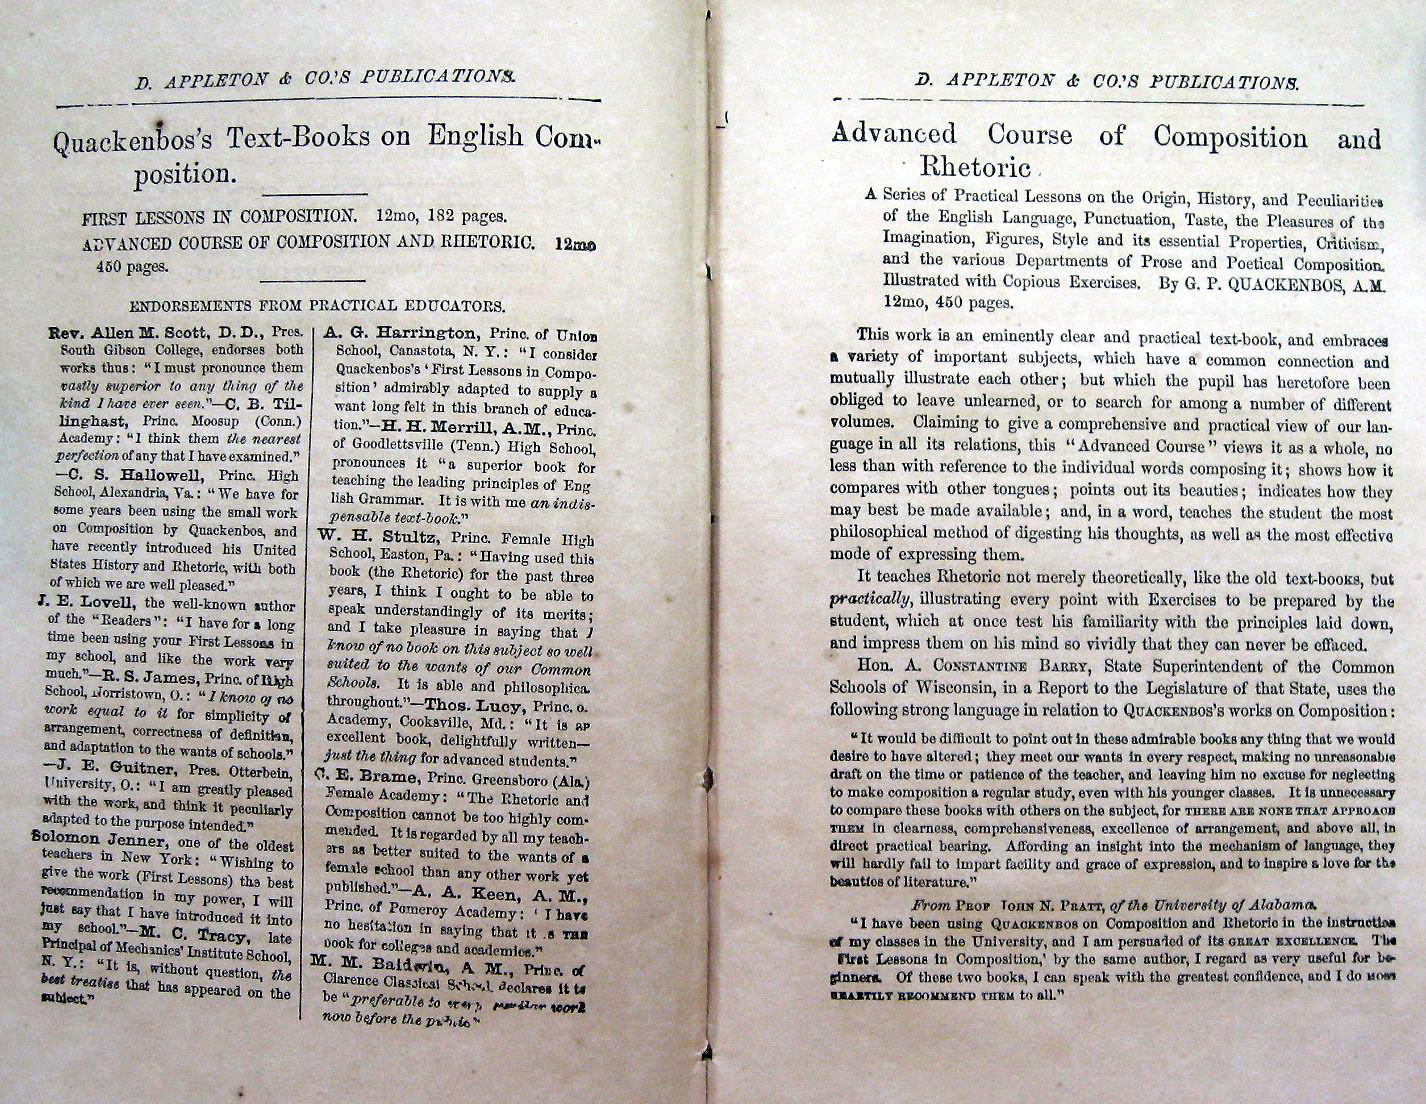 D. APPLETON & CO.'S PUBLICATIONS.
Quackenbos's Text-Books on English Com-
position.
FIRST LESSONS IN COMPOSITION. 12mo, 182 pages.
ADVANCED COURSE OF COMPOSITION AND RHETORIC. 12mo
450 pages.
ENDORSEMENTS FROM PRACTICAL EDUCATORS.
Rev. Allen M. Scott, D. D., Pres.
South Gibson College, endorses both
works thus: "I must pronounce them
vastly superior to any thing of the
kind I have ever seen."—C. B. Til-
linghast, Princ. Moosup (Conn.)
Academy: "I think them the nearest
perfection of any that I have examined."
—C. S. Hallowell, Princ. High
School, Alexandria, Va.: "We have for
some years been using the small work
on Composition by Quackenbos, and
have recently introduced his United
States History and Rhetoric, with both
of which we are well pleased."
J. E. Lovell, the well-known author
of the "Readers": "I have for a long
time been using your First Lessons in
my school, and like the work very
much."—R. S. James, Princ. of High
School, Norristown, O.: "I know of no
work equal to it for simplicity of
arrangement, correctness of definition,
and adaptation to the wants of schools."
—J. E. Guitner, Pres. Otterbein,
University, O.: "I am greatly pleased
with the work, and think it peculiarly
adapted to the purpose intended."
Solomon Jenner, one of the oldest
teachers in New York: "Wishing to
give the work (First Lessons) the best
recommendation in my power, I will
just say that I have introduced it into
my school."—M. C. Tracy, late
Principal of Mechanics' Institute School,
N. Y.: "It is, without question, the
best treatise that has appeared on the
subject."
A. G. Harrington, Princ. of Union
School, Canastota, N. Y.: "I consider
Quackenbos's 'First Lessons in Compo-
sition' admirably adapted to supply a
want long felt in this branch of educa-
tion."—H. H. Merrill, A.M., Princ.
of Goodlettsville (Tenn.) High School,
pronounces it "a superior book for
teaching the leading principles of Eng
lish Grammar. It is with me an indis-
pensable text-book."
W. H. Stultz, Princ. Female High
School, Easton, Pa.: "Having used this
book (the Rhetoric) for the past three
years, I think I ought to be able to
speak understandingly of its merits;
and I take pleasure in saying that I
know of no book on this subject so well
suited to the wants of our Common
Schools. It is able and philosophica.
throughout."—Thos. Lucy, Princ. o.
Academy, Cooksville, Md.: "It is an
excellent book, delightfully written—
just the thing for advanced students."
C. E. Brame, Princ. Greensboro (Ala.)
Female Academy: "The Rhetoric and
Composition cannot be too highly com-
mended. It is regarded by all my teach-
ers as better suited to the wants of a
female school than any other work yet
published."—A. A. Keen, A. M.,
Princ. of Pomeroy Academy: 'I have
no hesitation in saying that it is THE
book for colleges and academies."
M. M. Baldwin, A M., Princ. of
Clarence Classical School, declares it to
be "preferable to every work
now before the public"
D. APPLETON & CO.'S PUBLICATIONS.
Advanced Course of Composition and
Rhetoric.
A Series of Practical Lessons on the Origin, History, and Peculiarities
of the English Language, Punctuation, Taste, the Pleasures of the
Imagination, Figures, Style and its essential Properties, Criticism,
and the various Departments of Prose and Poetical Composition.
Illustrated with Copious Exercises. By G. P. QUACKENBOS, A.M.
12mo, 450 pages.
This work is an eminently clear and practical text-book, and embraces
a variety of important subjects, which have a common connection and
mutually illustrate each other; but which the pupil has heretofore been
obliged to leave unlearned, or to search for among a number of different
volumes. Claiming to give a comprehensive and practical view of our lan-
guage in all its relations, this "Advanced Course" views it as a whole, no
less than with reference to the individual words composing it; shows how it
compares with other tongues; points out its beauties; indicates how they
may best be made available; and, in a word, teaches the student the most
philosophical method of digesting his thoughts, as well as the most effective
mode of expressing them.
It teaches Rhetoric not merely theoretically, like the old text-books, but
practically, illustrating every point with Exercises to be prepared by the
student, which at once test his familiarity with the principles laid down,
and impress them on his mind so vividly that they can never be effaced.
Hon. A. CONSTANTINE BARRY, State Superintendent of the Common
Schools of Wisconsin, in a Report to the Legislature of that State, uses the
following strong language in relation to QUACKENBOS's works on Composition:
"It would be difficult to point out in these admirable books any thing that we would
desire to have altered; they meet our wants in every respect, making no unreasonable
draft on the time or patience of the teacher, and leaving him no excuse for neglecting
to make composition a regular study, even with his younger classes. It is unnecessary
to compare these books with others on the subject, for THERE ARE NONE THAT APPROACH
THEM in clearness, comprehensiveness, excellence of arrangement, and above all, in
direct practical bearing. Affording an insight into the mechanism of language, they
will hardly fail to impart facility and grace of expression, and to inspire a love for the
beauties of literature."
From PROF JOHN N. PRATT, of the University of Alabama.
"I have been using QUACKENBOS on Composition and Rhetoric in the instruction
of my classes in the University, and I am persuaded of its GREAT EXCELLENCE. The
First Lessons in Composition,' by the same author, I regard as very useful for be-
ginners. Of these two books, I can speak with the greatest confidence, and I do MOST
HEARTILY RECOMMEND THEM to all."